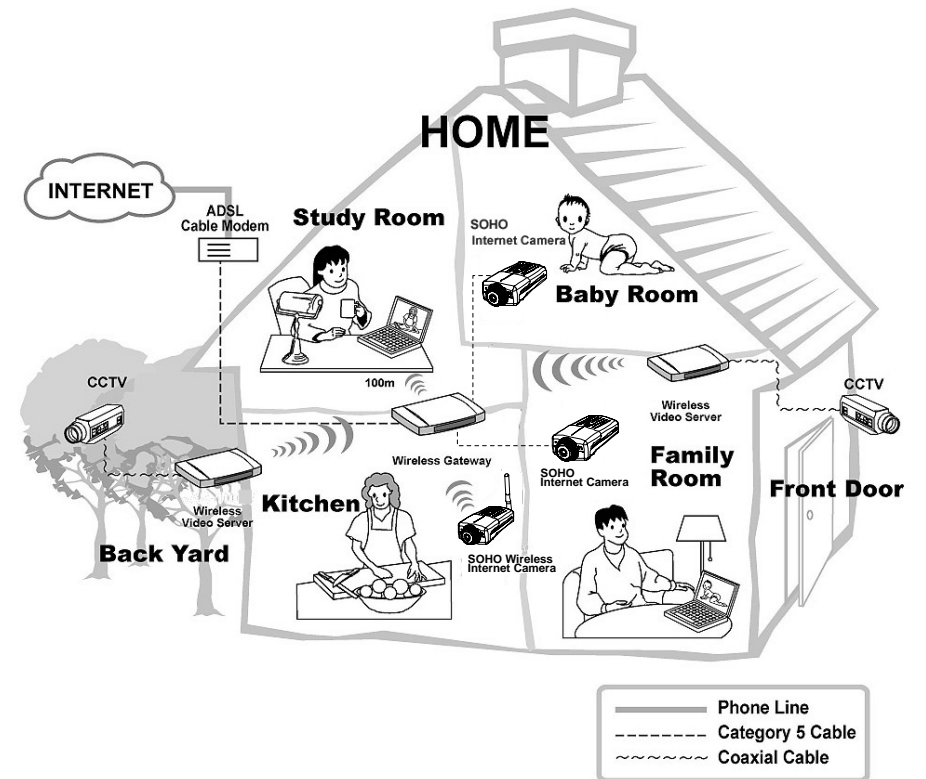 HOME
INTERNET
ADSL
Cable Modem
Study Room
SOHO
Internet Camera
Baby Room
100m
CCTV
CCTV
Wireless
Video Server
Wireless Gateway
Family
Room
SOHO
Internet Camera
Front Door
Kitchen
Wireless
Video Server
Back Yard
SOHO Wireless
Internet Camera
Phone Line
Category 5 Cable
Coaxial Cable